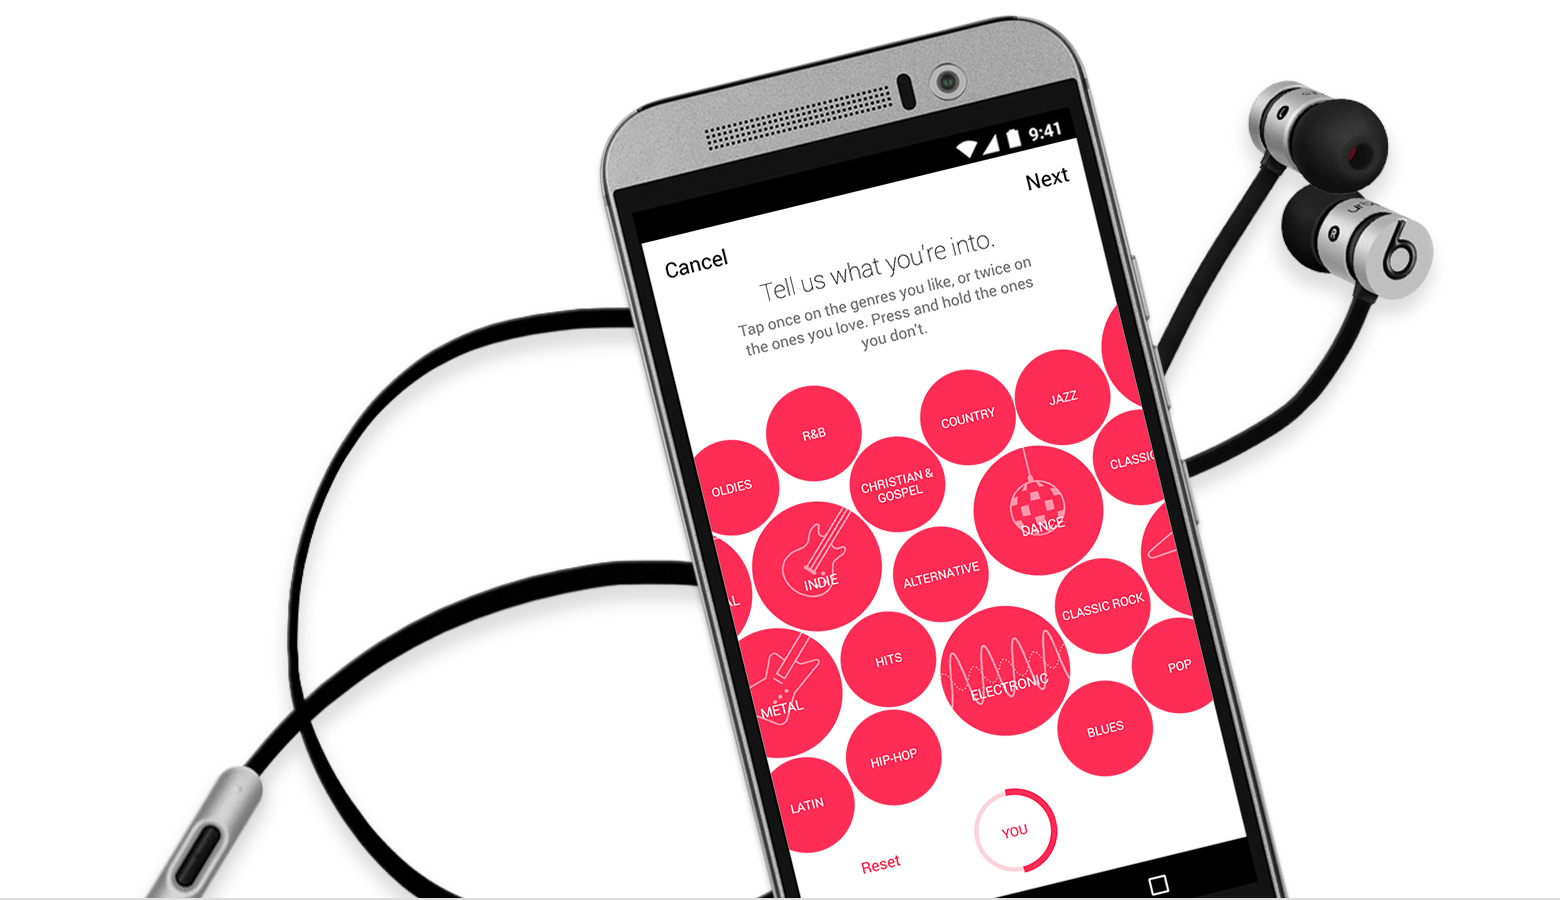 9:41
Next
Cancel
Tell us what you're into.
Tap once on the genres you like, or twice on
the ones you love. Press and hold the ones
you don't.
R&B
COUNTRY
JAZZ
OLDIES
CHRISTIAN &
GOSPEL
CLASSIC
DANCE
INDIE
ALTERNATIVE
AL
CLASSIC ROCK
HITS
ELECTRONIC
POP
METAL
BLUES
HIP-HOP
LATIN
YOU
Reset
R
b